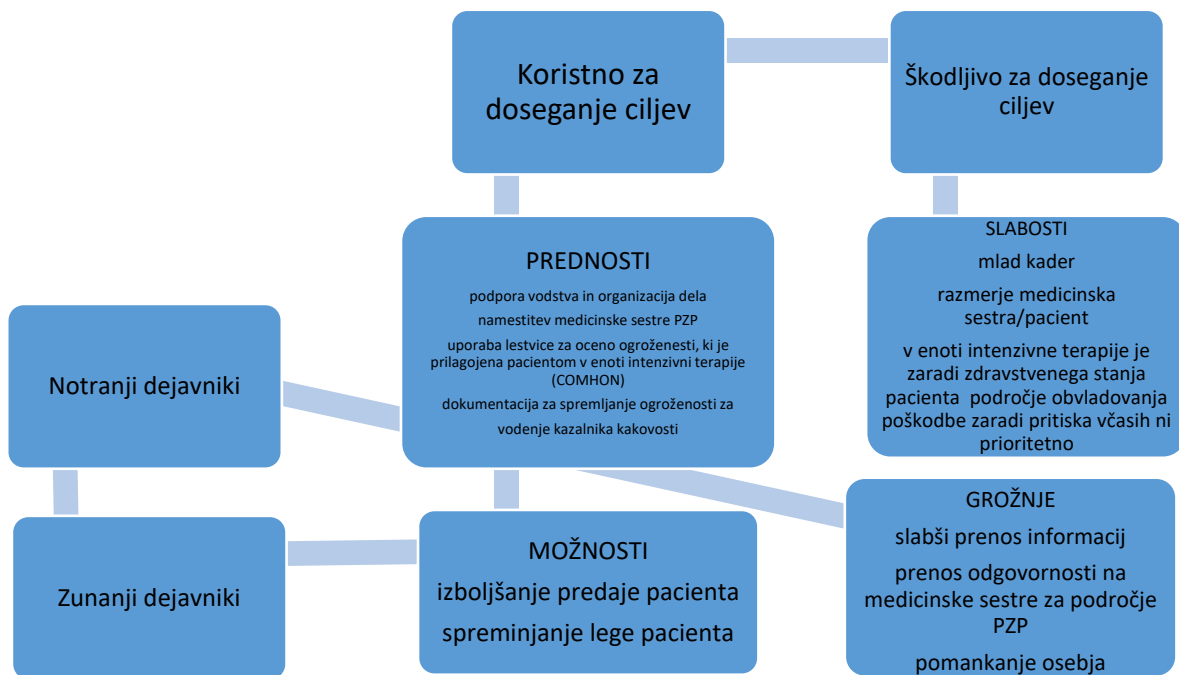 Koristno za
doseganje ciljev
Škodljivo za doseganje
ciljev
Notranji dejavniki
PREDNOSTI
podpora vodstva in organizacija dela
namestitev medicinske sestre PZP
uporaba lestvice za oceno ogroženosti, ki je
prilagojena pacientom v enoti intenzivni terapije
(COMHON)
dokumentacija za spremljanje ogroženosti za
vodenje kazalnika kakovosti
SLABOSTI
mlad kader
razmerje medicinska
sestra/pacient
v enoti intenzivne terapije je
zaradi zdravstvenega stanja
pacienta področje obvladovanja
poškodbe zaradi pritiska včasih ni
prioritetno
Zunanji dejavniki
MOŽNOSTI
izboljšanje predaje pacienta
spreminjanje lege pacienta
GROŽNJE
slabši prenos informacij
prenos odgovornosti na
medicinske sestre za področje
PZP
pomankanje osebja